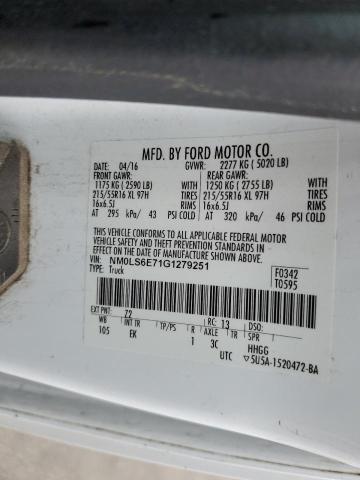 MFD. BY FORD MOTOR CO.
04/16 GVWR: 2277 KG ( 5020 LB)
FRONT GAWR: REAR GAWR:
1175 KG ( 2590 LB) WITH 1250 KG ( 2755 LB) WITH
215/55R16 XL 97H TIRES 215/55R16 XL 97H TIRES
16x6.5J RIMS 16x6.5J RIMS
AT 295 kPa/ 43 PSI COLD AT 320 kPa/ 46 PSI COLD
THIS VEHICLE CONFORMS TO ALL APPLICABLE FEDERAL MOTOR
VEHICLE SAFETY AND THEFT PREVENTION STANDARDS IN EFFECT
ON THE DATE OF MANUFACTURE SHOWN ABOVE.
VIN: NM0LS6E71G1279251 F0342
TYPE: Truck T0595
EXT PNT: Z2 RC: 13 DSO:
WB INT TR TP/PS R AXLE TR
105 EK 1 3C HHGG
UTC 5U5A-1520472-BA